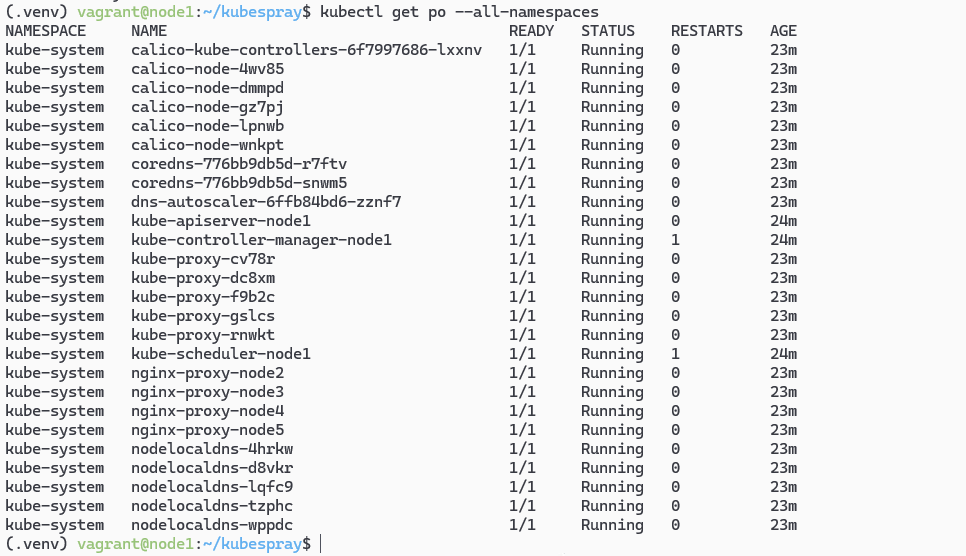 (.venv) vagrant@node1:~/kubespray$ kubectl get po --all-namespaces
NAMESPACE     NAME                                      READY   STATUS    RESTARTS   AGE
kube-system   calico-kube-controllers-6f7997686-lxxnv   1/1     Running   0          23m
kube-system   calico-node-4wv85                         1/1     Running   0          23m
kube-system   calico-node-dmmpd                         1/1     Running   0          23m
kube-system   calico-node-gz7pj                         1/1     Running   0          23m
kube-system   calico-node-lpnwb                         1/1     Running   0          23m
kube-system   calico-node-wnkpt                         1/1     Running   0          23m
kube-system   coredns-776bb9db5d-r7ftv                  1/1     Running   0          23m
kube-system   coredns-776bb9db5d-snwm5                  1/1     Running   0          23m
kube-system   dns-autoscaler-6ffb84bd6-zznf7            1/1     Running   0          23m
kube-system   kube-apiserver-node1                      1/1     Running   0          24m
kube-system   kube-controller-manager-node1             1/1     Running   1          24m
kube-system   kube-proxy-cv78r                          1/1     Running   0          23m
kube-system   kube-proxy-dc8xm                          1/1     Running   0          23m
kube-system   kube-proxy-f9b2c                          1/1     Running   0          23m
kube-system   kube-proxy-gslcs                          1/1     Running   0          23m
kube-system   kube-proxy-rnwkt                          1/1     Running   0          23m
kube-system   kube-scheduler-node1                      1/1     Running   1          24m
kube-system   nginx-proxy-node2                         1/1     Running   0          23m
kube-system   nginx-proxy-node3                         1/1     Running   0          23m
kube-system   nginx-proxy-node4                         1/1     Running   0          23m
kube-system   nginx-proxy-node5                         1/1     Running   0          23m
kube-system   nodelocaldns-4hrkw                        1/1     Running   0          23m
kube-system   nodelocaldns-d8vkr                        1/1     Running   0          23m
kube-system   nodelocaldns-lqfc9                        1/1     Running   0          23m
kube-system   nodelocaldns-tzphc                        1/1     Running   0          23m
kube-system   nodelocaldns-wppdc                        1/1     Running   0          23m
(.venv) vagrant@node1:~/kubespray$